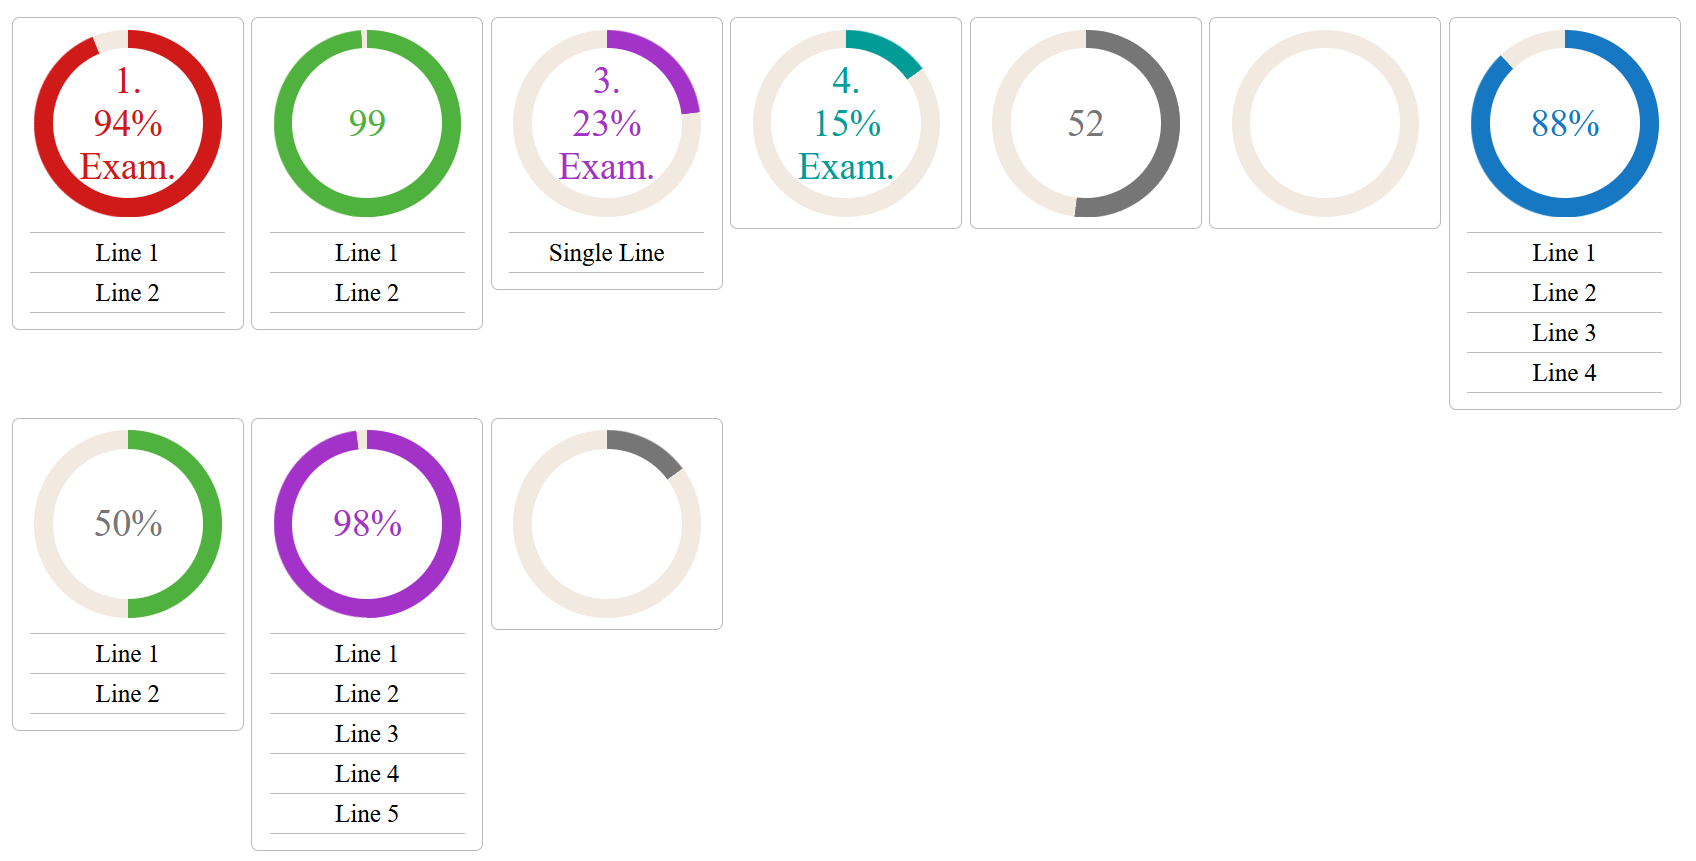 1.
94%
Exam.
Line 1
Line 2
99
Line 1
Line 2
3.
23%
Exam.
Single Line
4.
15%
Exam.
52
88%
Line 1
Line 2
Line 3
Line 4
50%
Line 1
Line 2
98%
Line 1
Line 2
Line 3
Line 4
Line 5